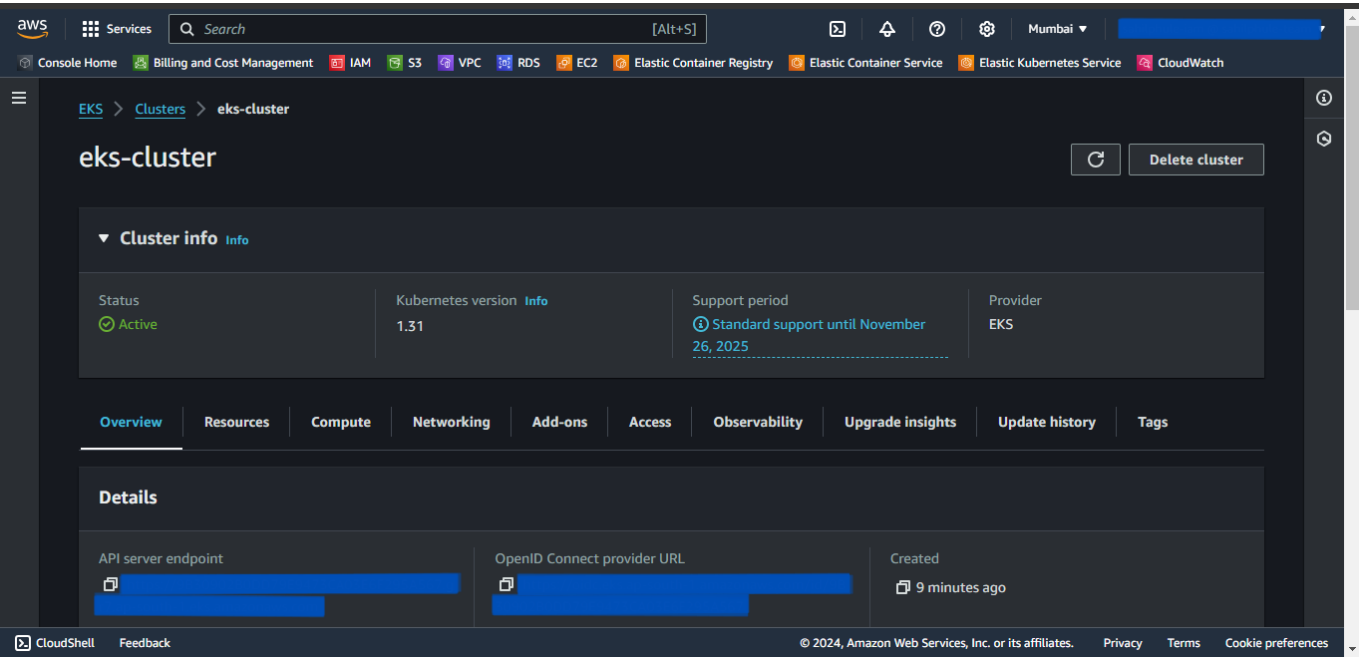 aws Services Search [Alt+S] Mumbai
Console Home Billing and Cost Management IAM S3 VPC RDS EC2 Elastic Container Registry Elastic Container Service Elastic Kubernetes Service CloudWatch
EKS Clusters eks-cluster
eks-cluster
Delete cluster
Cluster info Info
Status
Active
Kubernetes version Info
1.31
Support period
Standard support until November
26, 2025
Provider
EKS
Overview Resources Compute Networking Add-ons Access Observability Upgrade insights Update history Tags
Details
API server endpoint
OpenID Connect provider URL
Created
9 minutes ago
CloudShell Feedback © 2024, Amazon Web Services, Inc. or its affiliates. Privacy Terms Cookie preferences